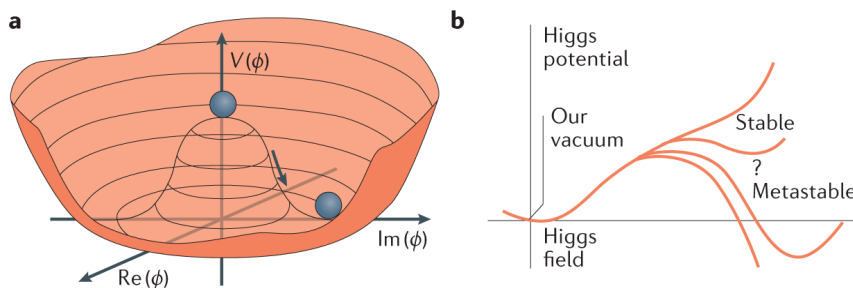 a
V(ϕ)
Im(ϕ)
Re(ϕ)
b
Higgs
potential
Our
vacuum
Stable
?
Metastable
Higgs
field